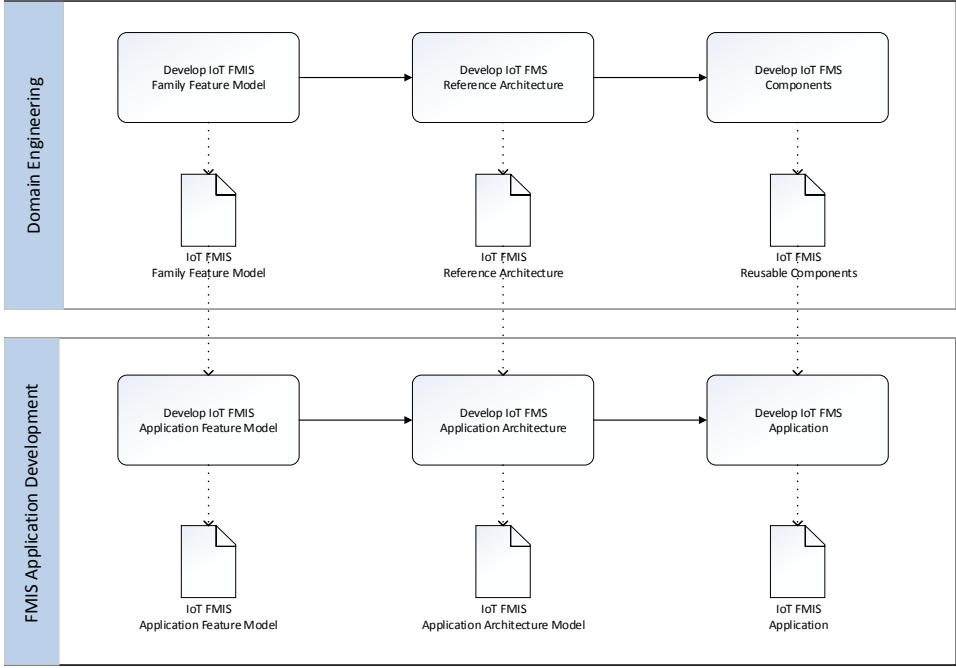 Domain Engineering
Develop IoT FMIS
Family Feature Model
Develop IoT FMS
Reference Architecture
Develop IoT FMS
Components
IoT FMIS
Family Feature Model
IoT FMIS
Reference Architecture
IoT FMIS
Reusable Components
FMIS Application Development
Develop IoT FMIS
Application Feature Model
Develop IoT FMS
Application Architecture
Develop IoT FMS
Application
IoT FMIS
Application Feature Model
IoT FMIS
Application Architecture Model
IoT FMIS
Application